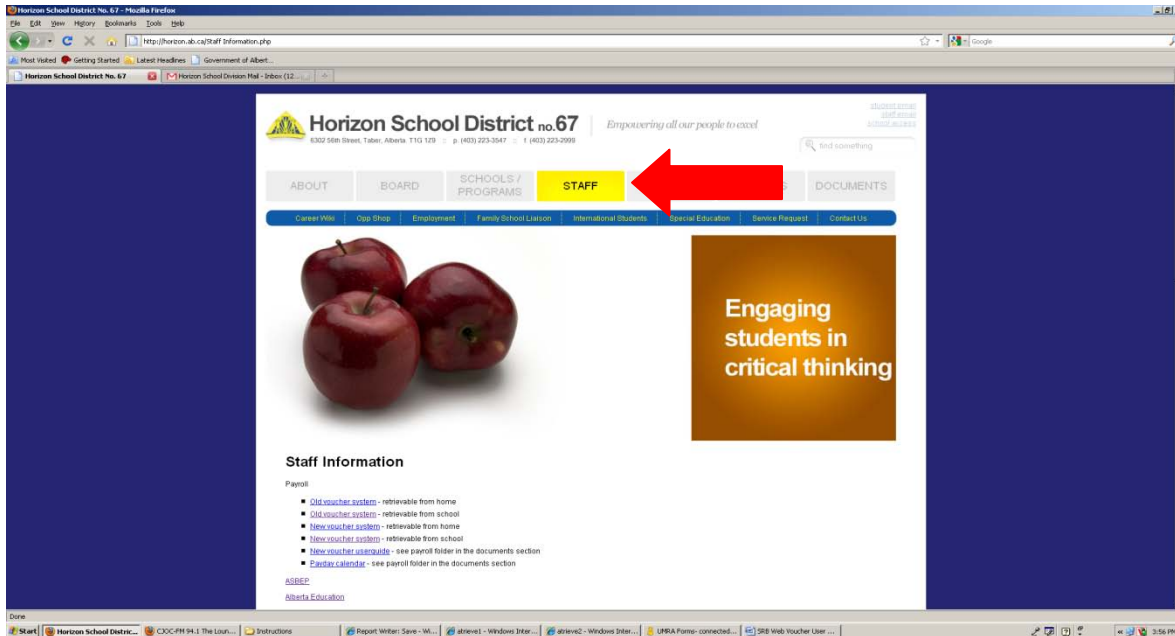 Horizon School District No. 67 - Mozilla Firefox
File Edit View History Bookmarks Tools Help
http://horizon.ab.ca/Staff Information.php
Google
Most Visited Getting Started Latest Headlines Government of Albert...
Horizon School District No. 67 Horizon School Division Mail - Inbox (12...
student email
staff email
school access
Horizon School District no.67 Empowering all our people to excel
6302 56th Street, Taber, Alberta T1G 1Z9 :: p. (403) 223-3547 :: f. (403) 223-2999
find something
ABOUT BOARD SCHOOLS / PROGRAMS STAFF S DOCUMENTS
Career Wiki Opp Shop Employment Family School Liaison International Students Special Education Service Request Contact Us
Engaging
students in
critical thinking
Staff Information
Payroll
Old voucher system - retrievable from home
Old voucher system - retrievable from school
New voucher system - retrievable from home
New voucher system - retrievable from school
New voucher userguide - see payroll folder in the documents section
Payday calendar - see payroll folder in the documents section
ASBEP
Alberta Education
Done
Start Horizon School Distric... CJOC-FM 94.1 The Loun... Instructions Report Writer: Save - Wi... atrieve1 - Windows Inter... atrieve2 - Windows Inter... UMRA Forms- connected... SRB Web Voucher User ... 3:56 PM